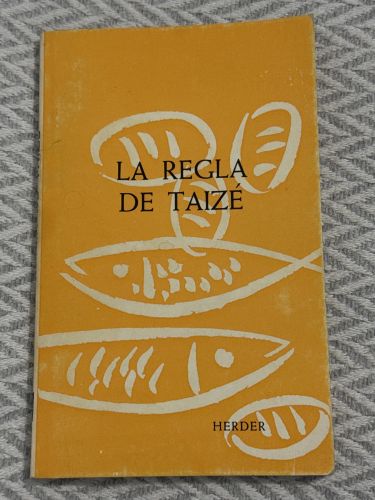 LA REGLA
DE TAIZÉ
HERDER